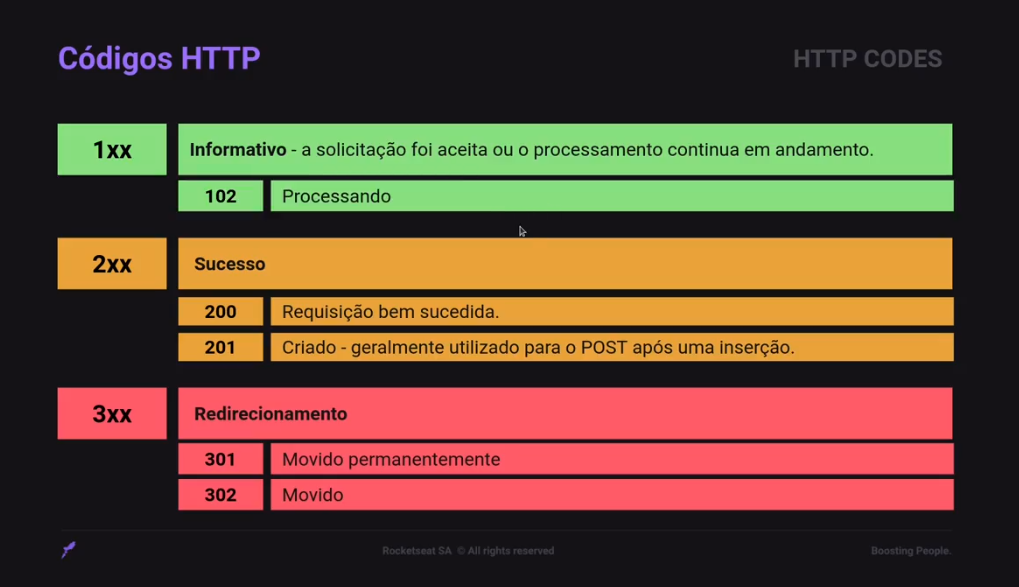 Códigos HTTP
HTTP CODES
1xx
Informativo - a solicitação foi aceita ou o processamento continua em andamento.
102
Processando
2xx
Sucesso
200
Requisição bem sucedida.
201
Criado - geralmente utilizado para o POST após uma inserção.
3xx
Redirecionamento
301
Movido permanentemente
302
Movido
Rocketseat SA © All rights reserved
Boosting People.